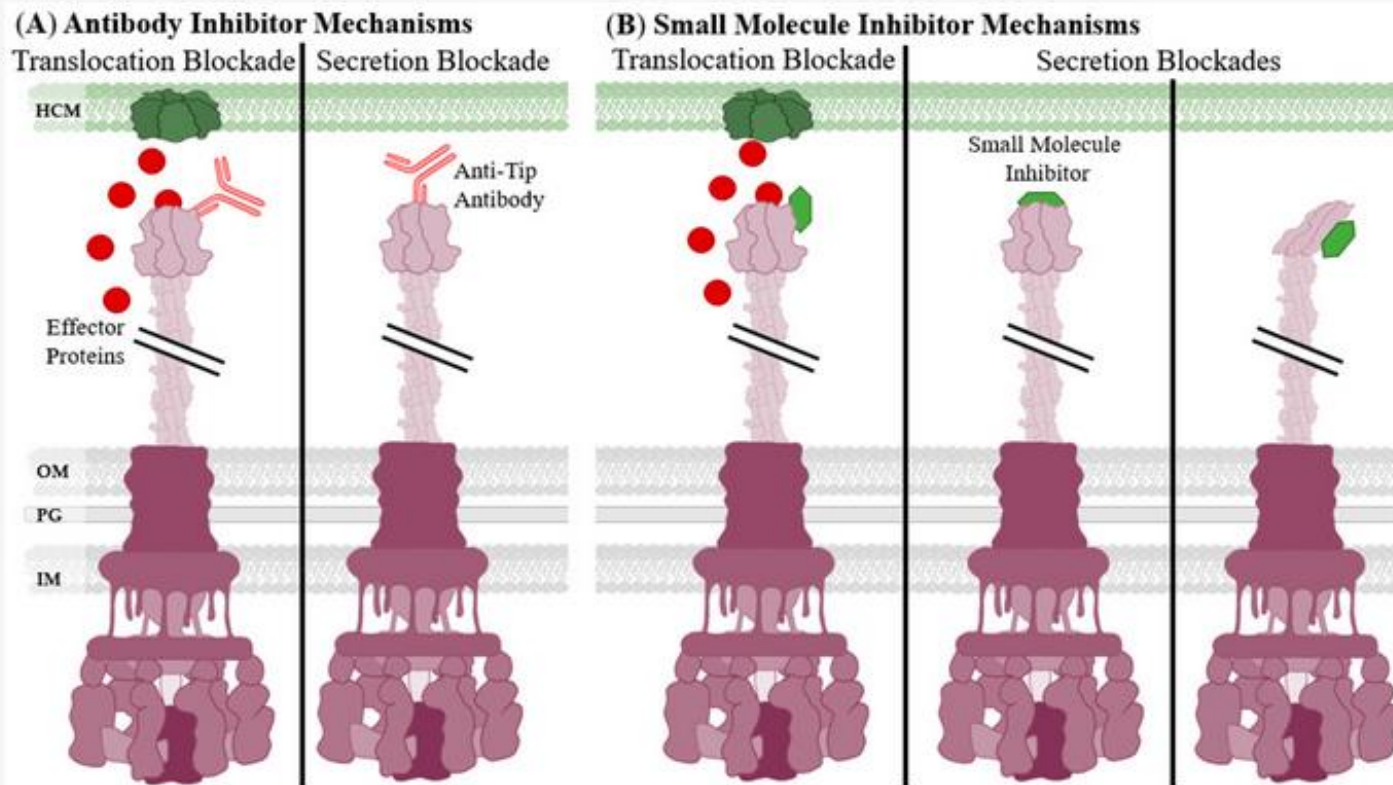 (A) Antibody Inhibitor Mechanisms
Translocation Blockade
Secretion Blockade
HCM
Anti-Tip
Antibody
Effector
Proteins
OM
PG
IM
(B) Small Molecule Inhibitor Mechanisms
Translocation Blockade
Secretion Blockades
Small Molecule
Inhibitor